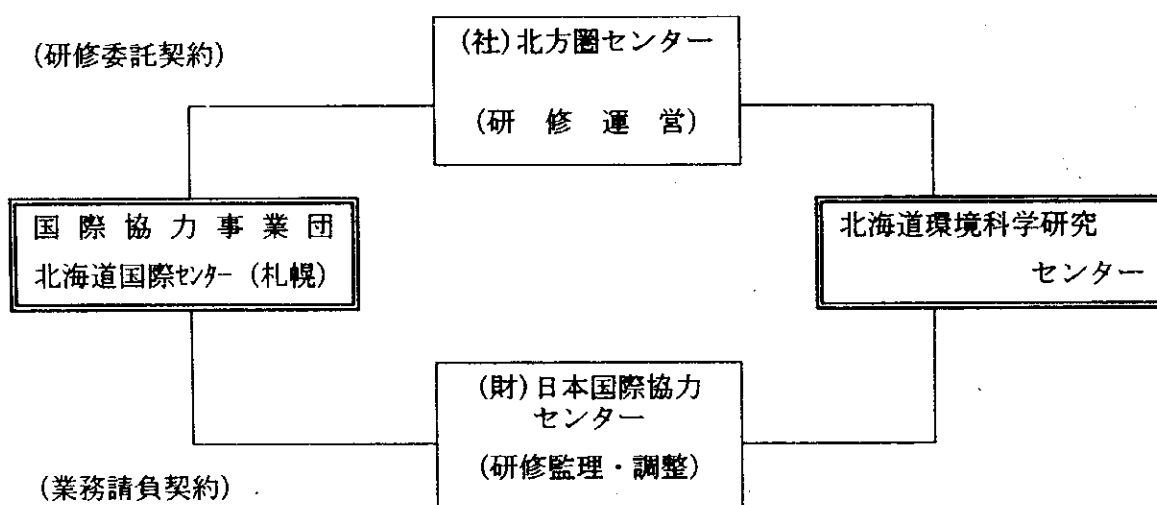 (研修委託契約)
(社)北方圏センター
(研 修 運 営)
国 際 協 力 事 業 団
北海道国際ｾﾝﾀｰ (札幌)
北海道環境科学研究
センター
(財)日本国際協力
センター
(研修監理・調整)
(業務請負契約)